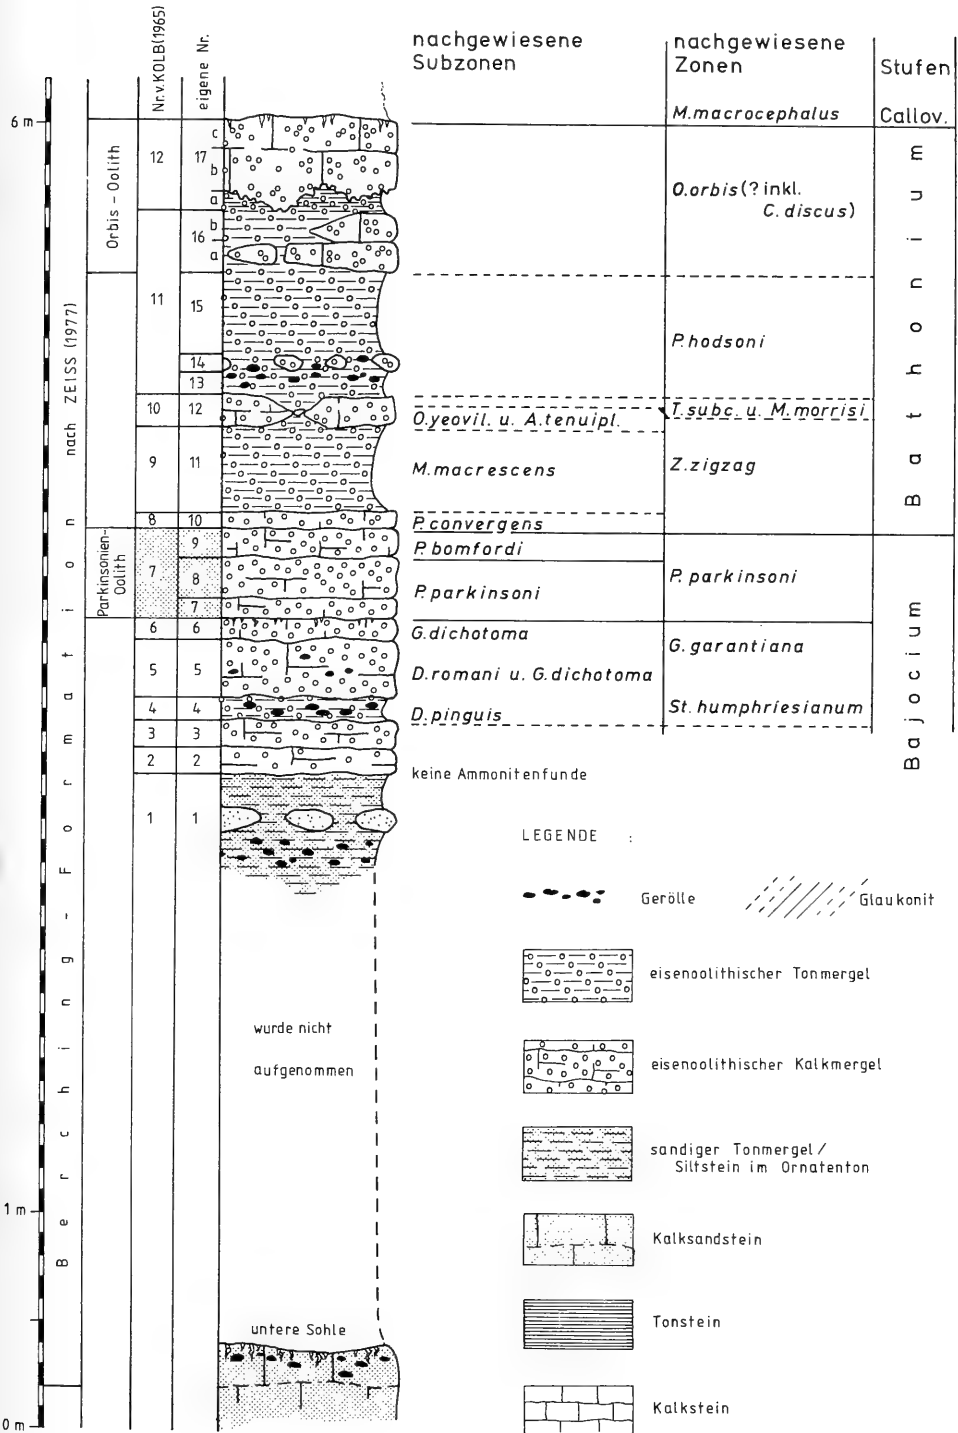 Nr.v.KOLB(1965)
eigene Nr.
nachgewiesene
Subzonen
nachgewiesene
Zonen
Stufen
6 m
M.macrocephalus
Callov.
Orbis - Oolith
12
17
c
b
a
O.orbis(? inkl.
C.discus)
16
b
a
11
15
P.hodsoni
14
13
10
12
O.yeovil. u. A.tenuipl.
T.subc. u. M.morrisi
9
11
M.macrescens
Z.zigzag
8
10
P.convergens
Bathonium
Parkinsonien-
Oolith
7
9
P.bomfordi
8
P.parkinsoni
P.parkinsoni
7
6
6
G.dichotoma
G.garantiana
5
5
D.romani u. G.dichotoma
4
4
D.pinguis
St.humphriesianum
3
3
2
2
Bajocium
keine Ammonitenfunde
1
1
Berching-Formation nach ZEISS (1977)
wurde nicht
aufgenommen
1 m
untere Sohle
0 m
LEGENDE :
Gerölle
Glaukonit
eisenoolithischer Tonmergel
eisenoolithischer Kalkmergel
sandiger Tonmergel /
Siltstein im Ornatenton
Kalksandstein
Tonstein
Kalkstein